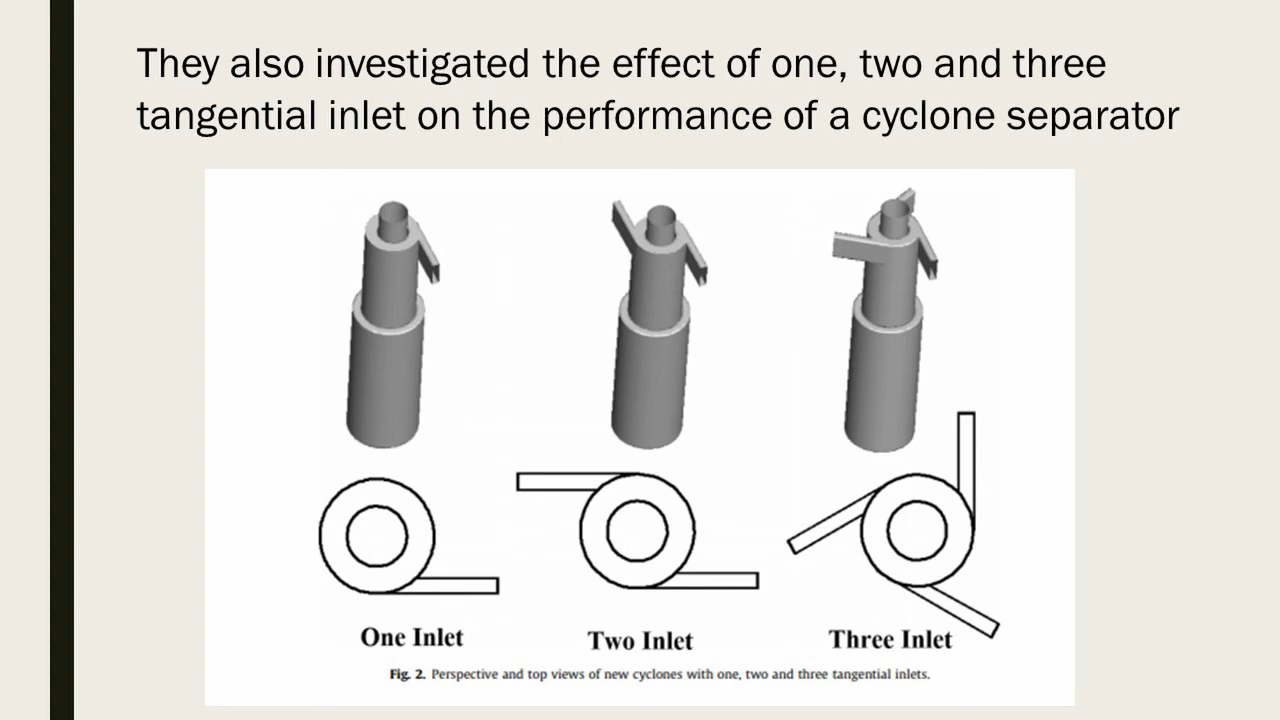 They also investigated the effect of one, two and three
tangential inlet on the performance of a cyclone separator
One Inlet
Two Inlet
Three Inlet
Fig. 2. Perspective and top views of new cyclones with one, two and three tangential inlets.